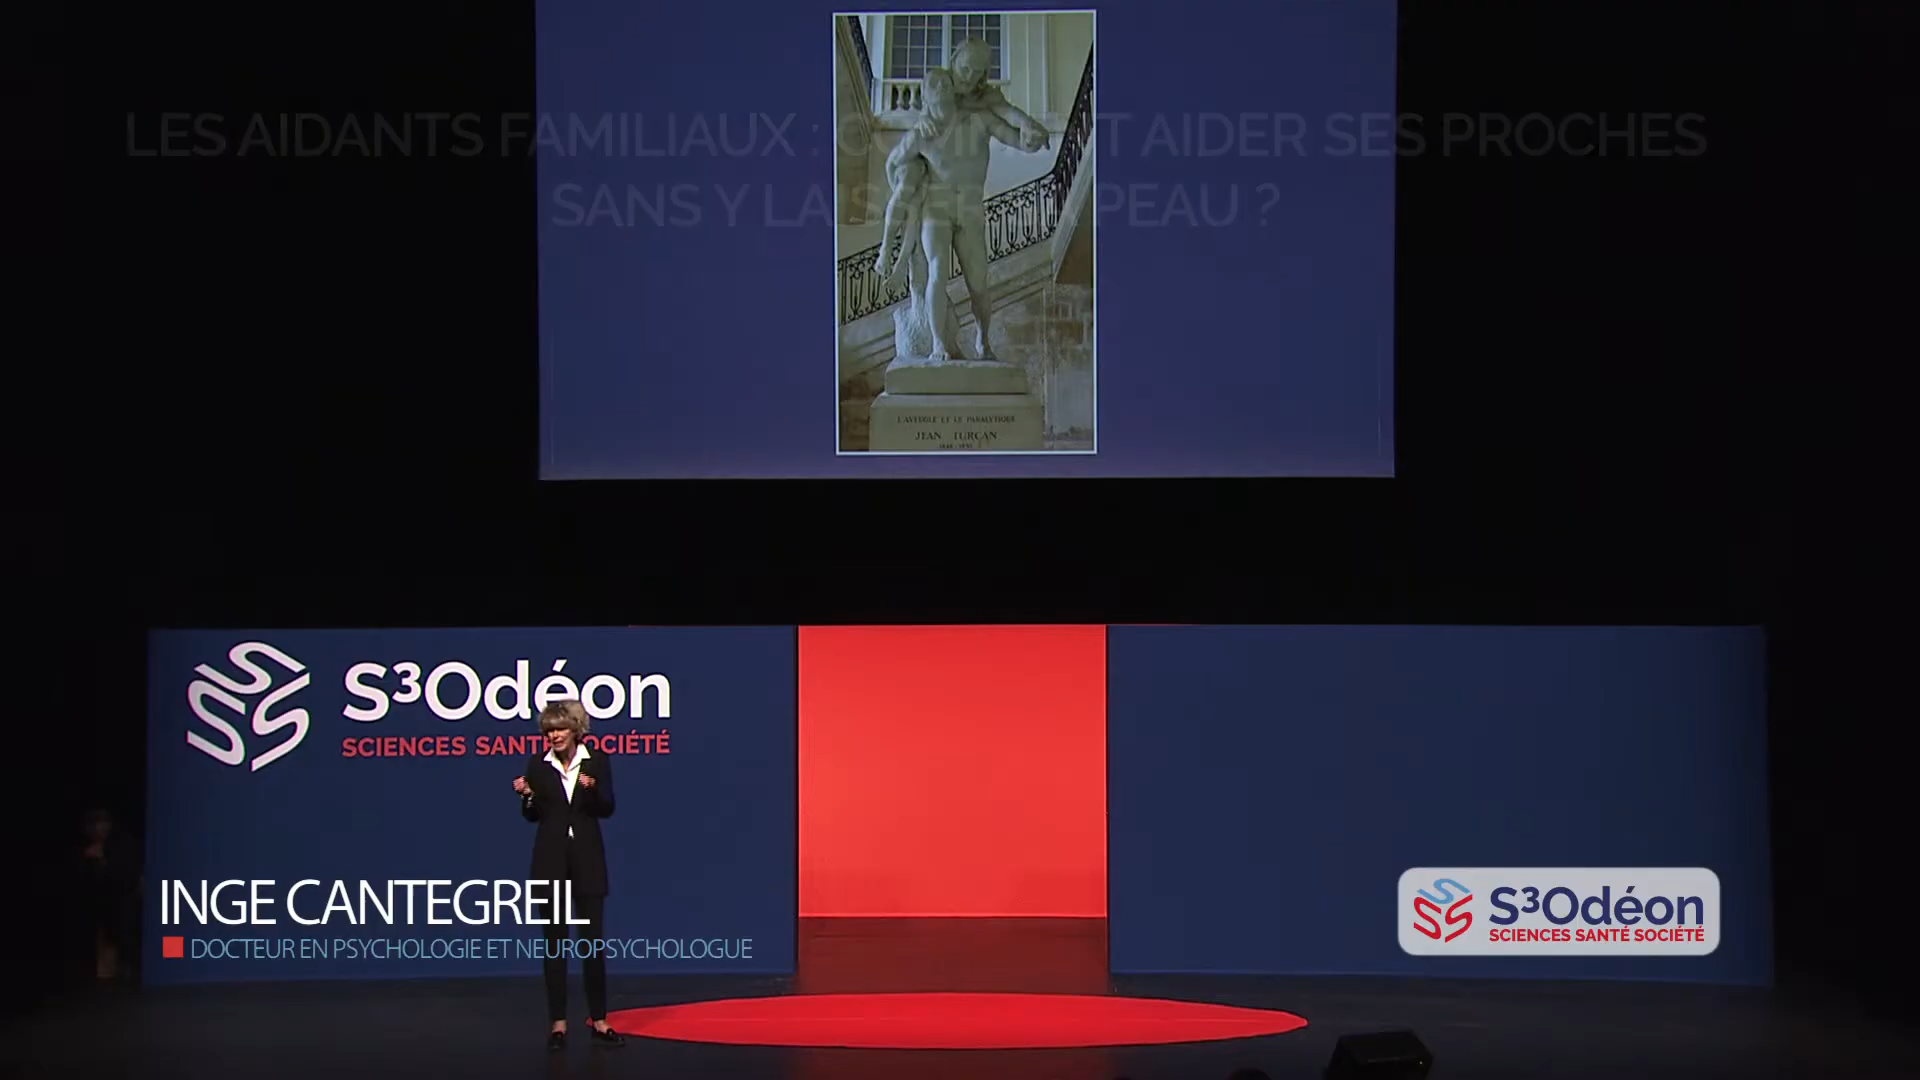 LES AIDANTS FAMILIAUX : COMMENT AIDER SES PROCHES
SANS Y LAISSER LA PEAU ?
L'AVEUGLE ET LE PARALYTIQUE
JEAN TURCAN
S³Odéon
SCIENCES SANTÉ SOCIÉTÉ
INGE CANTEGREIL
DOCTEUR EN PSYCHOLOGIE ET NEUROPSYCHOLOGUE
S³Odéon
SCIENCES SANTÉ SOCIÉTÉ